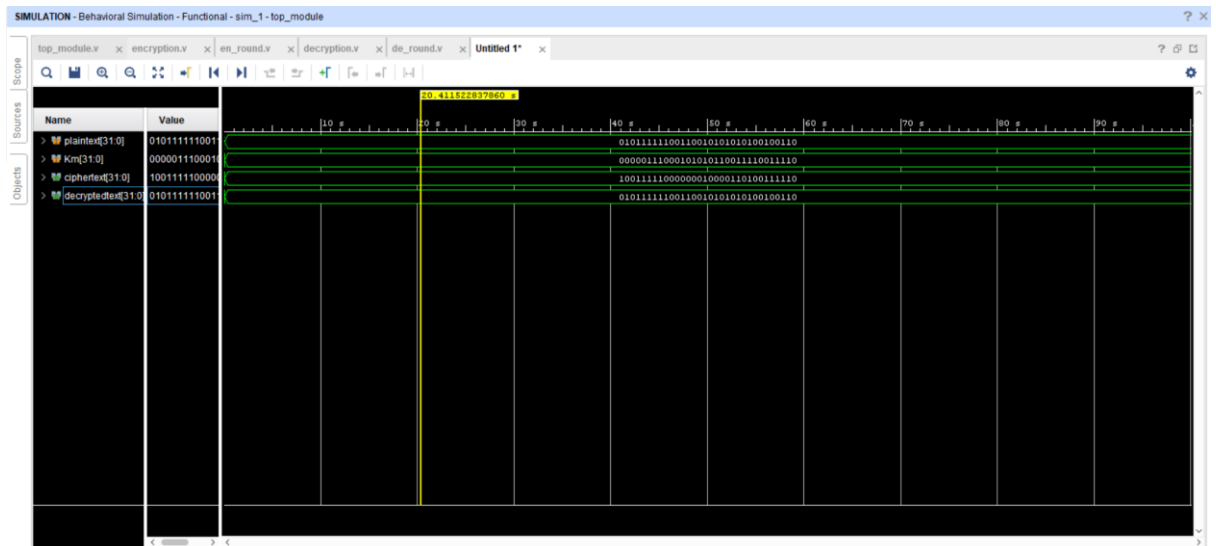 SIMULATION - Behavioral Simulation - Functional - sim_1 - top_module
top_module.v encryption.v en_round.v decryption.v de_round.v Untitled 1*
Scope
Sources
Objects
20.411522837860 s
Name Value
10 s 20 s 30 s 40 s 50 s 60 s 70 s 80 s 90 s
plaintext[31:0] 010111111001 01011111100110010101010100100110
Km[31:0] 0000011100010 00000111000101010110011110011110
ciphertext[31:0] 100111110000 10011111000000010000110100111110
decryptedtext[31:0] 010111111001 01011111100110010101010100100110